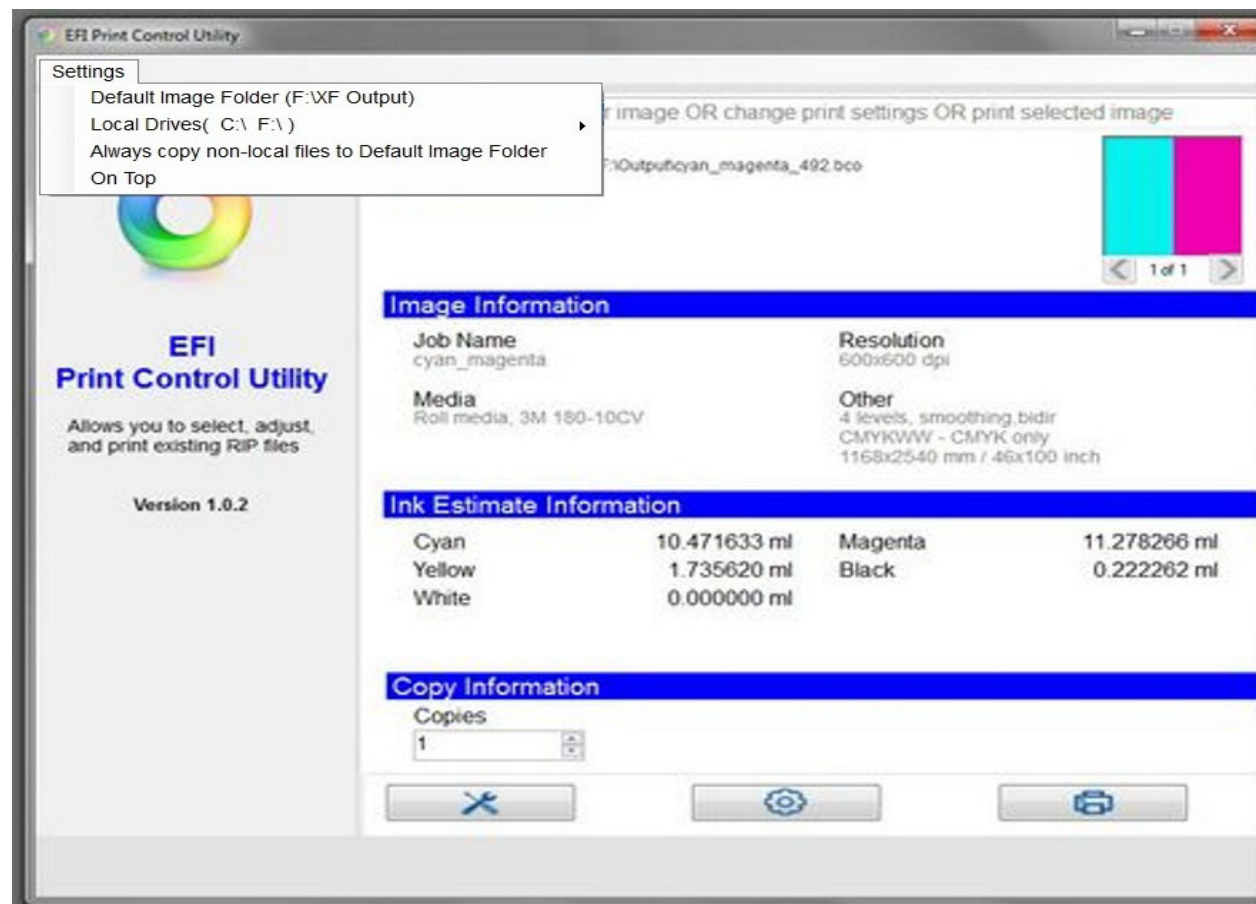 EFI Print Control Utility
Settings
Default Image Folder (F:\XF Output)
Local Drives( C:\ F:\ )
Always copy non-local files to Default Image Folder
On Top
image OR change print settings OR print selected image
F:\Output\cyan_magenta_492.bco
1 of 1
EFI
Print Control Utility
Allows you to select, adjust,
and print existing RIP files
Version 1.0.2
Image Information
Job Name
cyan_magenta
Resolution
600x600 dpi
Media
Roll media, 3M 180-10CV
Other
4 levels, smoothing,bidir
CMYKWW - CMYK only
1168x2540 mm / 46x100 inch
Ink Estimate Information
Cyan 10.471633 ml Magenta 11.278266 ml
Yellow 1.735620 ml Black 0.222262 ml
White 0.000000 ml
Copy Information
Copies
1